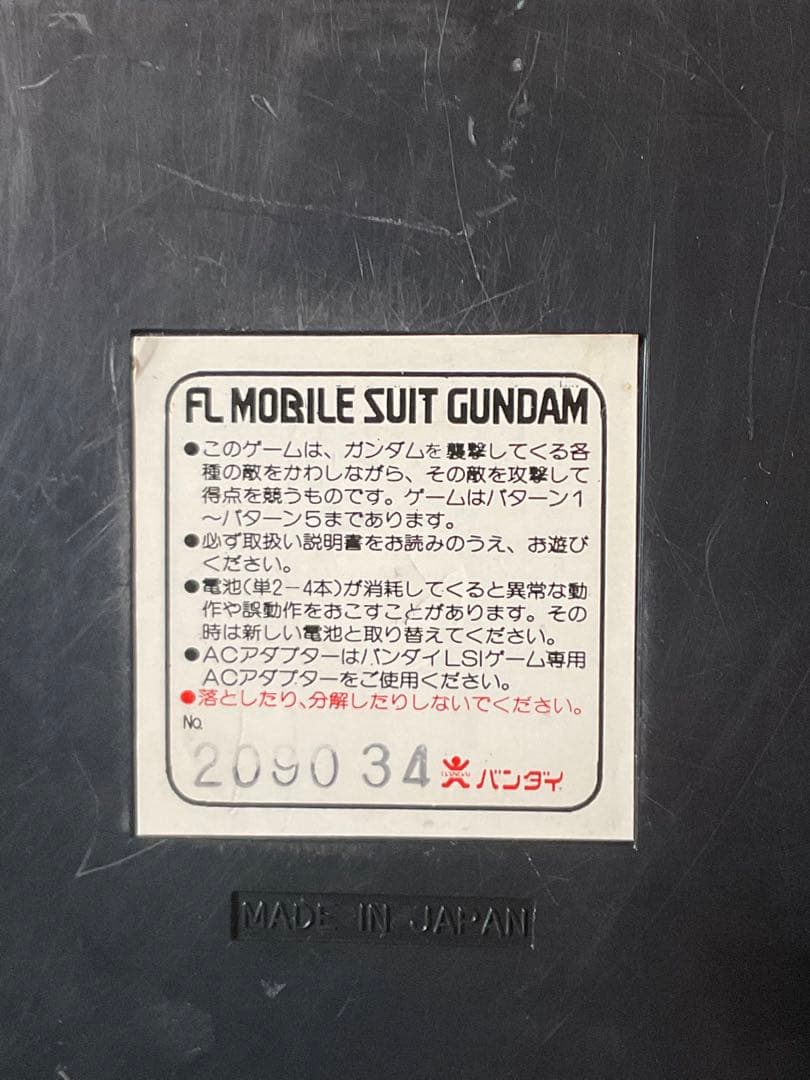 FL MOBILE SUIT GUNDAM
●このゲームは、ガンダムを襲撃してくる各
種の敵をかわしながら、その敵を攻撃して
得点を競うものです。ゲームはパターン1
～パターン5まであります。
●必ず取扱い説明書をお読みのうえ、お遊び
ください。
●電池(単2－4本)が消耗してくると異常な動
作や誤動作をおこすことがあります。その
時は新しい電池と取り替えてください。
●ACアダプターはバンダイLSIゲーム専用
ACアダプターをご使用ください。
●落としたり、分解したりしないでください。
No.
209034 BANDAI バンダイ
MADE IN JAPAN